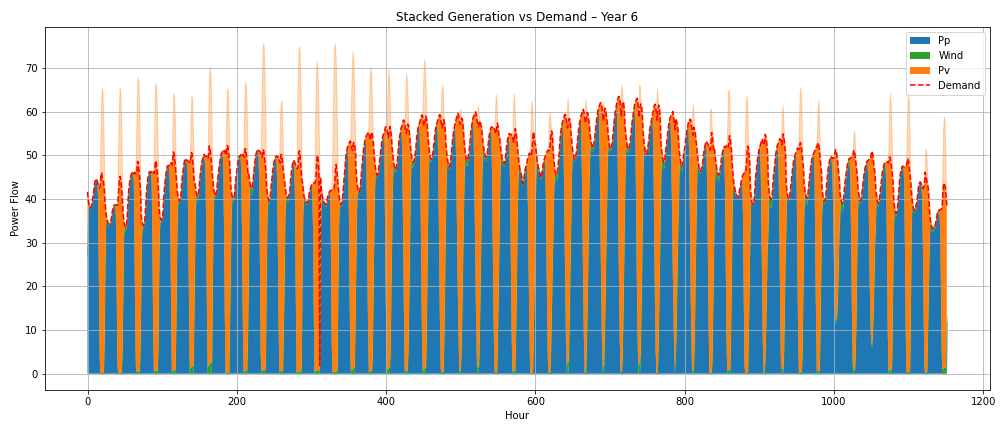 Stacked Generation vs Demand – Year 6
Pp
Wind
Pv
Demand
Power Flow
70
60
50
40
30
20
10
0
0 200 400 600 800 1000 1200
Hour